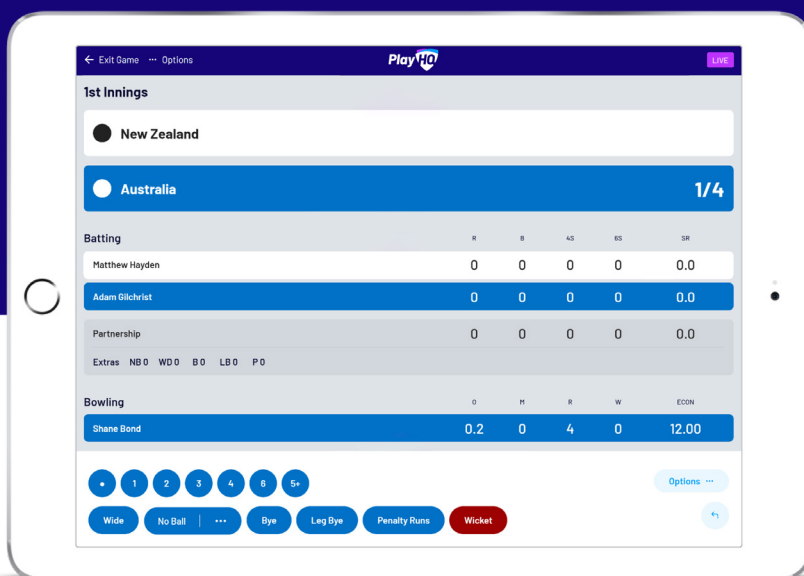 ← Exit Game ··· Options PlayHQ LIVE
1st Innings
New Zealand
Australia 1/4
Batting R B 4S 6S SR
Matthew Hayden 0 0 0 0 0.0
Adam Gilchrist 0 0 0 0 0.0
Partnership 0 0 0 0 0.0
Extras NB 0 WD 0 B 0 LB 0 P 0
Bowling O M R W ECON
Shane Bond 0.2 0 4 0 12.00
• 1 2 3 4 6 5+ Options ···
Wide No Ball | ··· Bye Leg Bye Penalty Runs Wicket